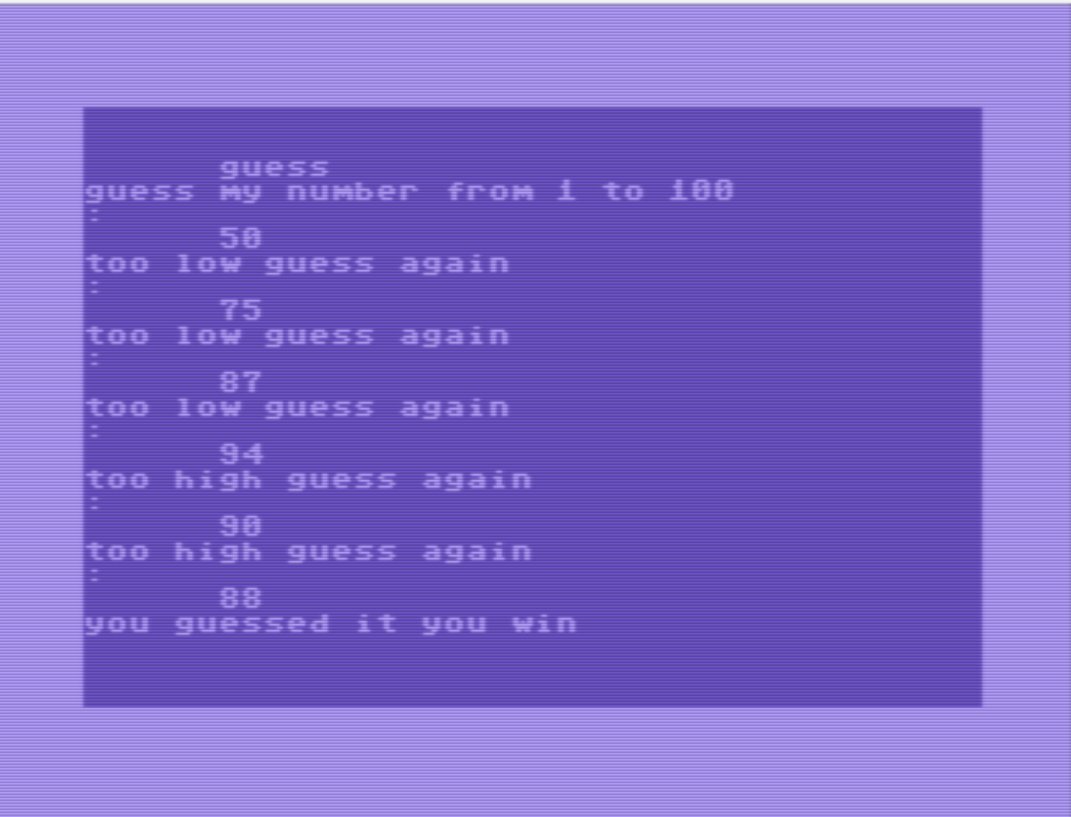 guess
guess my number from 1 to 100
:
50
too low guess again
:
75
too low guess again
:
87
too low guess again
:
94
too high guess again
:
90
too high guess again
:
88
you guessed it you win